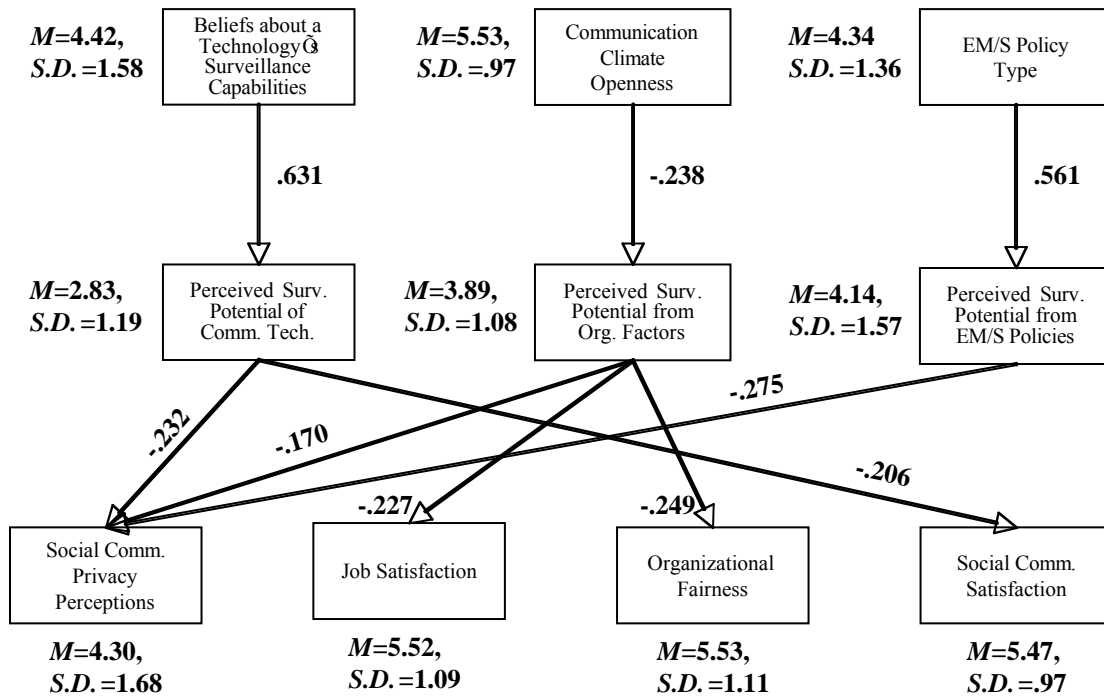 M=4.42,
S.D. =1.58
Beliefs about a
TechnologyÕs
Surveillance
Capabilities
M=5.53,
S.D. =.97
Communication
Climate
Openness
M=4.34
S.D. =1.36
EM/S Policy
Type
.631
-.238
.561
M=2.83,
S.D. =1.19
Perceived Surv.
Potential of
Comm. Tech.
M=3.89,
S.D. =1.08
Perceived Surv.
Potential from
Org. Factors
M=4.14,
S.D. =1.57
Perceived Surv.
Potential from
EM/S Policies
-.232
-.170
-.275
-.227
-.249
-.206
Social Comm.
Privacy
Perceptions
Job Satisfaction
Organizational
Fairness
Social Comm.
Satisfaction
M=4.30,
S.D. =1.68
M=5.52,
S.D. =1.09
M=5.53,
S.D. =1.11
M=5.47,
S.D. =.97